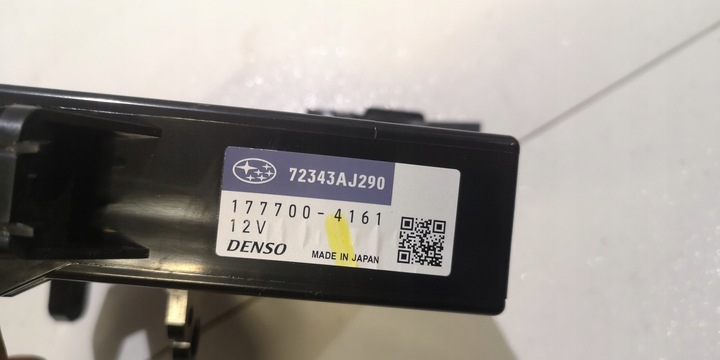 72343AJ290
177700-4161
12V
DENSO
MADE IN JAPAN